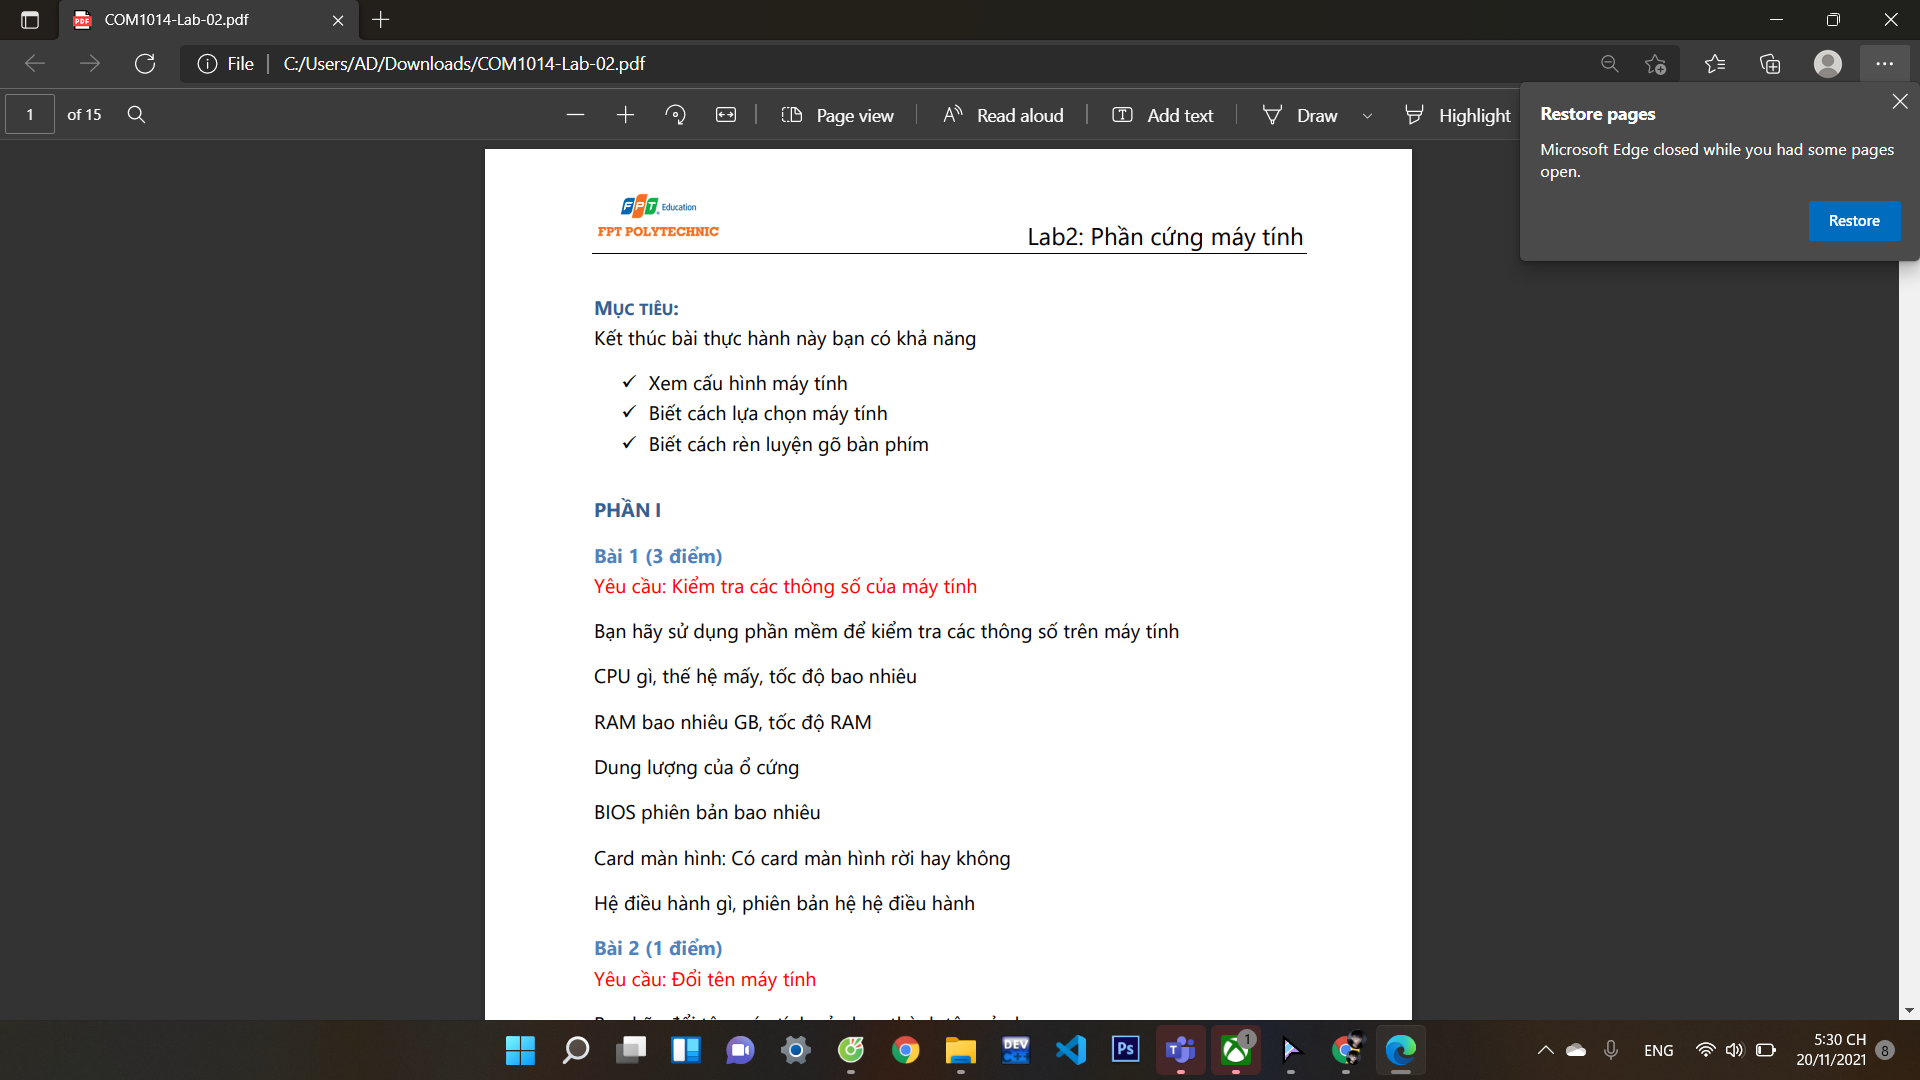 COM1014-Lab-02.pdf
File
C:/Users/AD/Downloads/COM1014-Lab-02.pdf
1 of 15
Page view
Read aloud
Add text
Draw
Highlight
Restore pages
Microsoft Edge closed while you had some pages
open.
Restore
FPT Education
FPT POLYTECHNIC
Lab2: Phần cứng máy tính
MỤC TIÊU:
Kết thúc bài thực hành này bạn có khả năng
✓ Xem cấu hình máy tính
✓ Biết cách lựa chọn máy tính
✓ Biết cách rèn luyện gõ bàn phím
PHẦN I
Bài 1 (3 điểm)
Yêu cầu: Kiểm tra các thông số của máy tính
Bạn hãy sử dụng phần mềm để kiểm tra các thông số trên máy tính
CPU gì, thế hệ mấy, tốc độ bao nhiêu
RAM bao nhiêu GB, tốc độ RAM
Dung lượng của ổ cứng
BIOS phiên bản bao nhiêu
Card màn hình: Có card màn hình rời hay không
Hệ điều hành gì, phiên bản hệ hệ điều hành
Bài 2 (1 điểm)
Yêu cầu: Đổi tên máy tính
DEV
C++
Ps
T
1
ENG
5:30 CH
20/11/2021
8